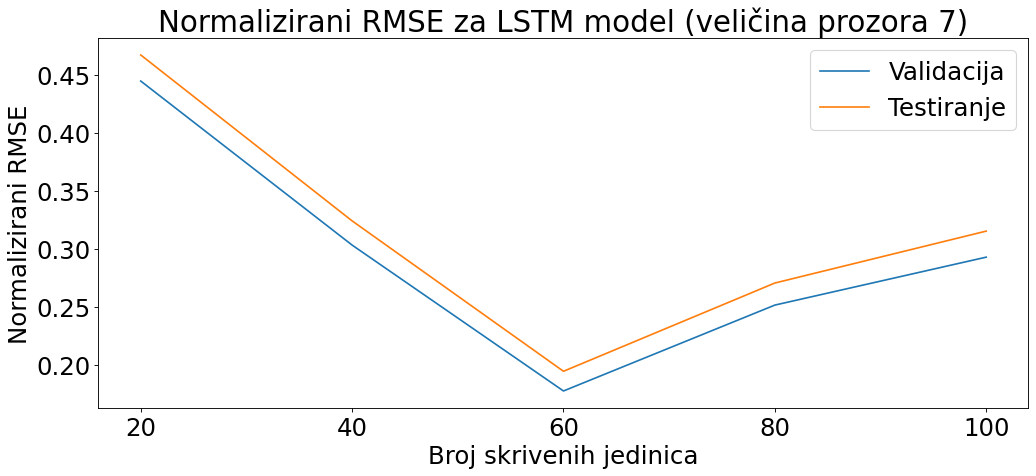 Normalizirani RMSE za LSTM model (veličina prozora 7)
Validacija
Testiranje
Normalizirani RMSE
0.45
0.40
0.35
0.30
0.25
0.20
20 40 60 80 100
Broj skrivenih jedinica